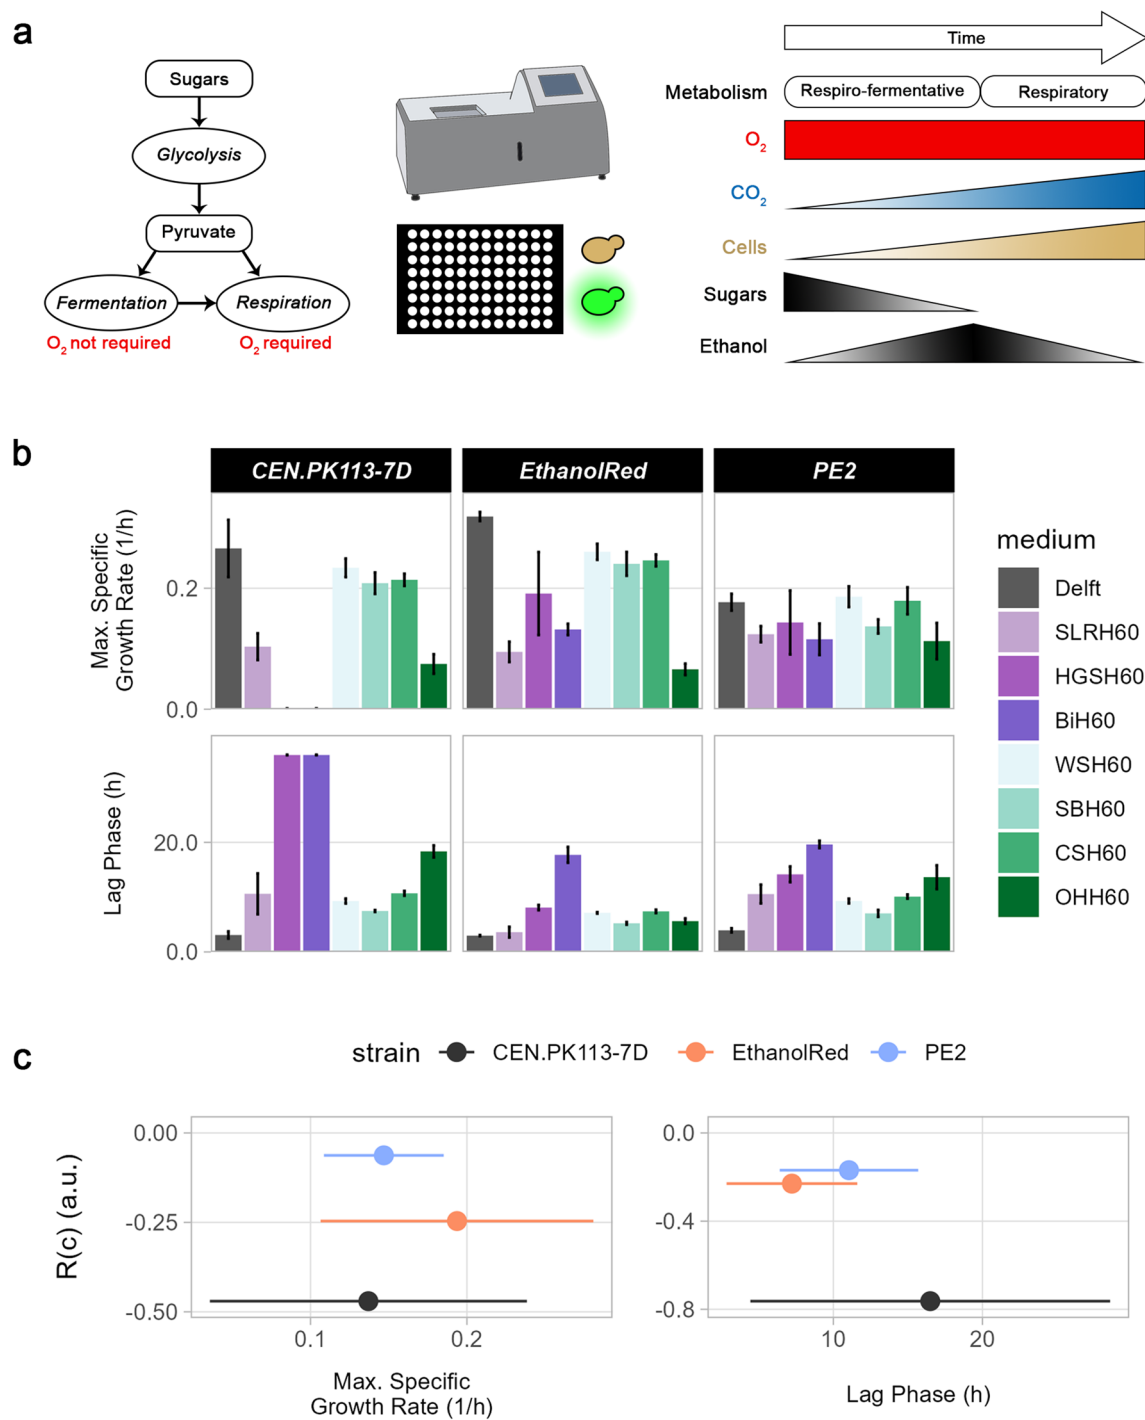 a
Sugars
Glycolysis
Pyruvate
Fermentation
Respiration
O2 not required
O2 required
Time
Metabolism
Respiro-fermentative
Respiratory
O2
CO2
Cells
Sugars
Ethanol
b
CEN.PK113-7D
EthanolRed
PE2
Max. Specific
Growth Rate (1/h)
0.2
0.0
Lag Phase (h)
20.0
0.0
medium
Delft
SLRH60
HGSH60
BiH60
WSH60
SBH60
CSH60
OHH60
c
strain
CEN.PK113-7D
EthanolRed
PE2
R(c) (a.u.)
0.00
-0.25
-0.50
0.1
0.2
Max. Specific
Growth Rate (1/h)
0.0
-0.4
-0.8
10
20
Lag Phase (h)